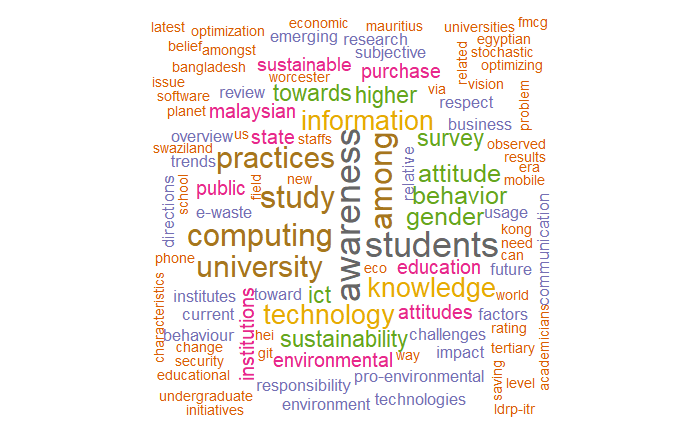 latest
optimization
economic
mauritius
universities
fmcg
belief
amongst
emerging
research
egyptian
stochastic
bangladesh
sustainable
subjective
related
optimizing
issue
worcester
purchase
software
review
towards
higher
via
vision
planet
malaysian
information
respect
problem
overview
us
state
staffs
business
survey
observed
swaziland
trends
practices
awareness
among
relative
attitude
results
era
mobile
public
field
new
study
behavior
school
directions
e-waste
gender
usage
computing
students
kong
need
can
phone
university
eco
education
future
communication
characteristics
institutes
toward
ict
knowledge
world
institutions
current
technology
attitudes
factors
rating
behaviour
hei
sustainability
challenges
tertiary
academicians
change
security
git
environmental
way
impact
educational
responsibility
pro-environmental
saving
level
undergraduate
initiatives
environment
technologies
ldrp-itr